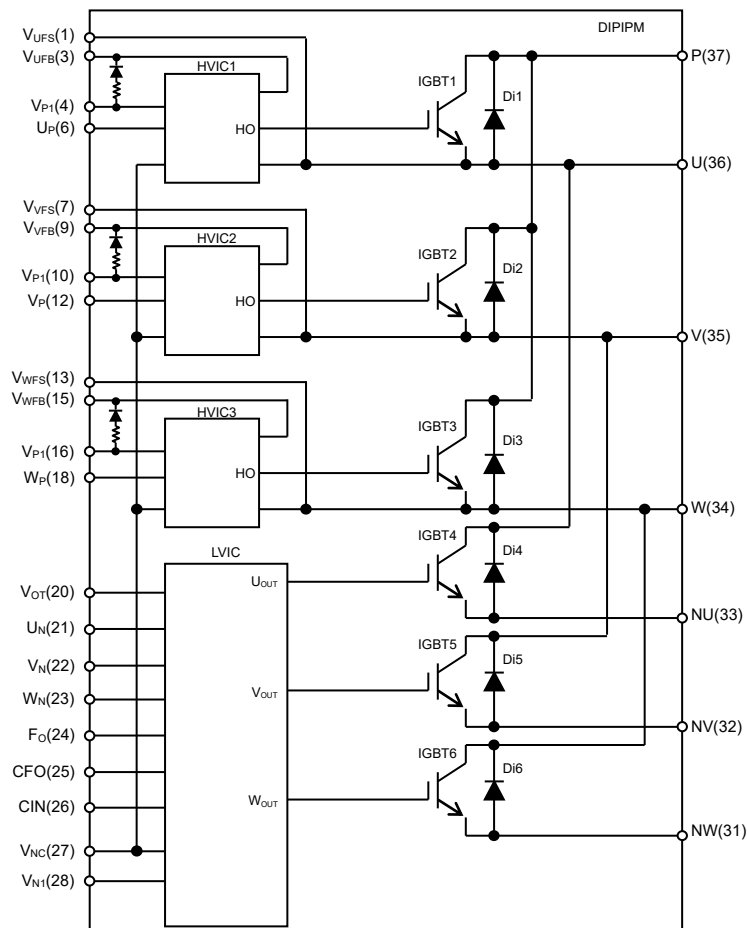 DIPIPM
VUFS(1)
VUFB(3)
VP1(4)
UP(6)
HVIC1
HO
IGBT1
Di1
P(37)
U(36)
VVFS(7)
VVFB(9)
VP1(10)
VP(12)
HVIC2
HO
IGBT2
Di2
V(35)
VWFS(13)
VWFB(15)
VP1(16)
WP(18)
HVIC3
HO
IGBT3
Di3
W(34)
LVIC
VOT(20)
UN(21)
VN(22)
WN(23)
FO(24)
CFO(25)
CIN(26)
VNC(27)
VN1(28)
UOUT
VOUT
WOUT
IGBT4
Di4
NU(33)
IGBT5
Di5
NV(32)
IGBT6
Di6
NW(31)